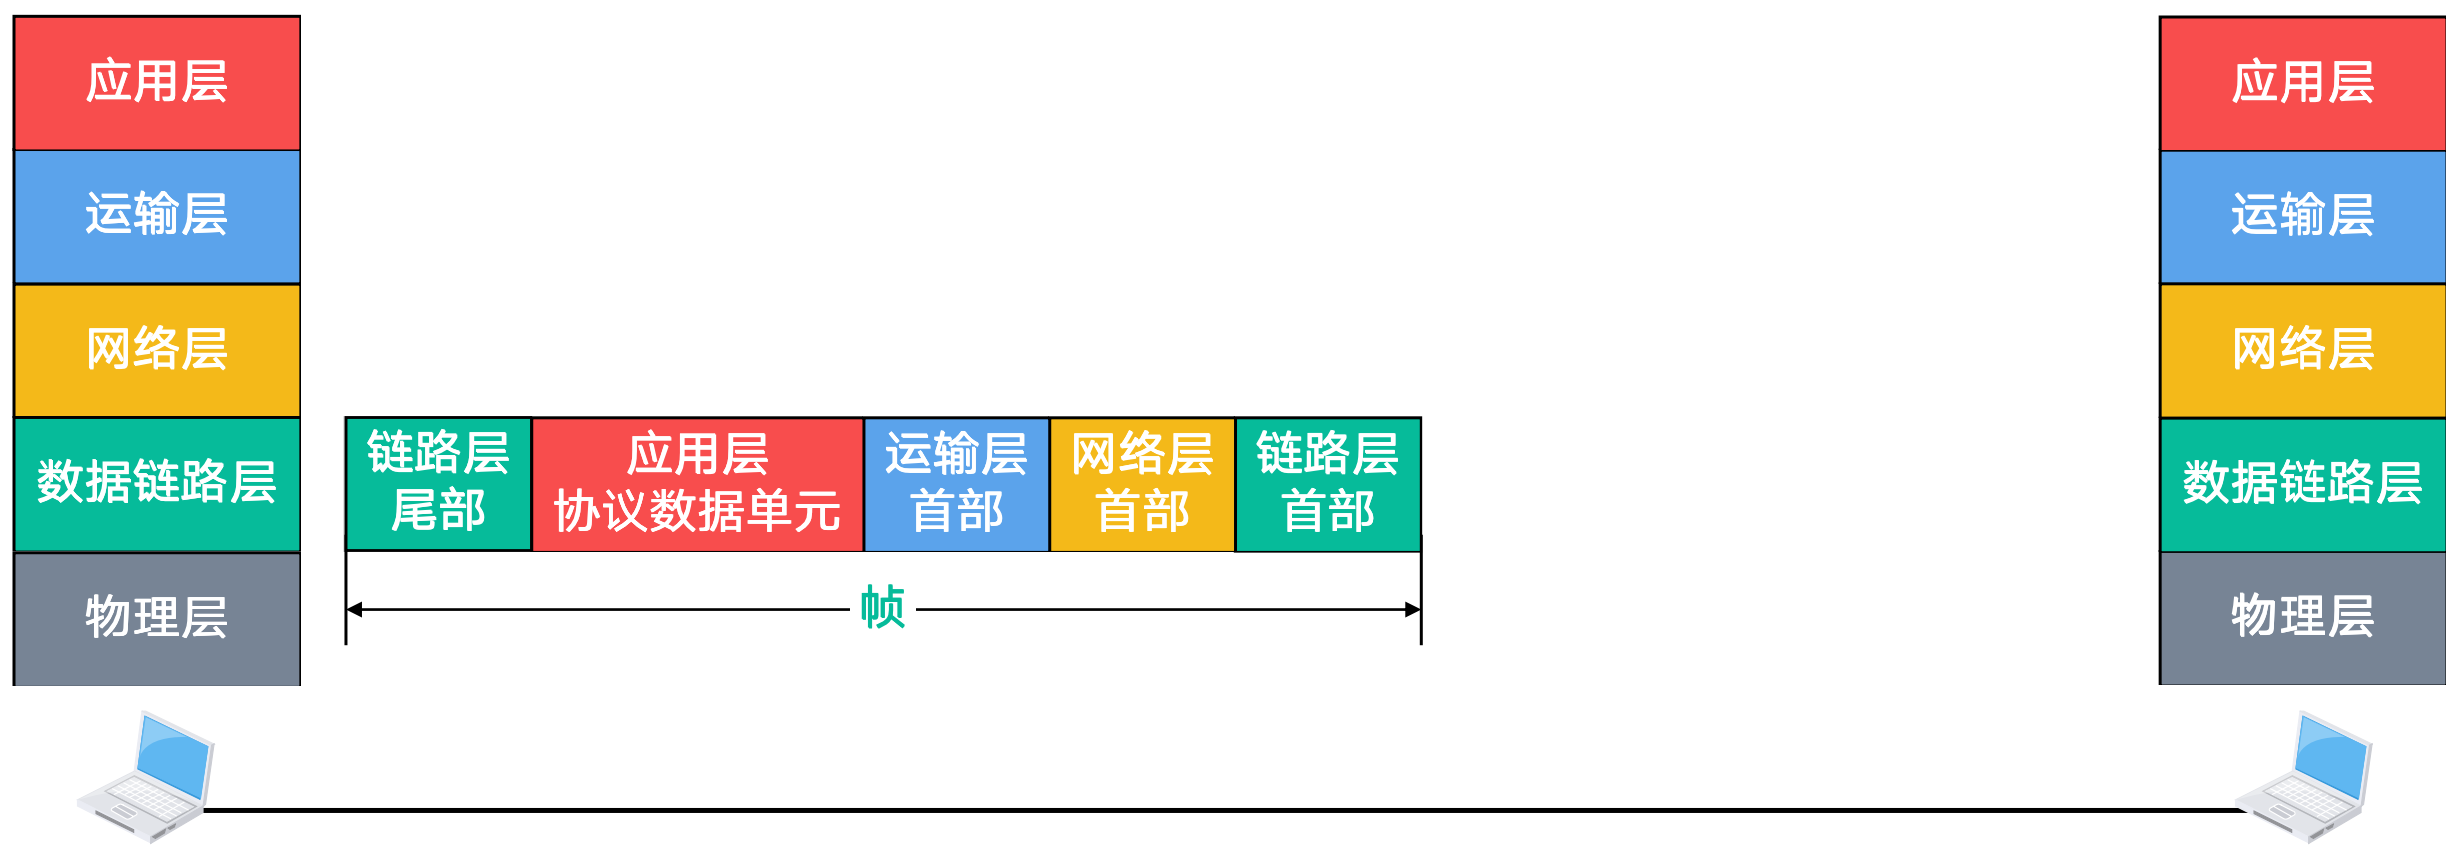 应用层
运输层
网络层
数据链路层
物理层
链路层
尾部
应用层
协议数据单元
运输层
首部
网络层
首部
链路层
首部
帧
应用层
运输层
网络层
数据链路层
物理层